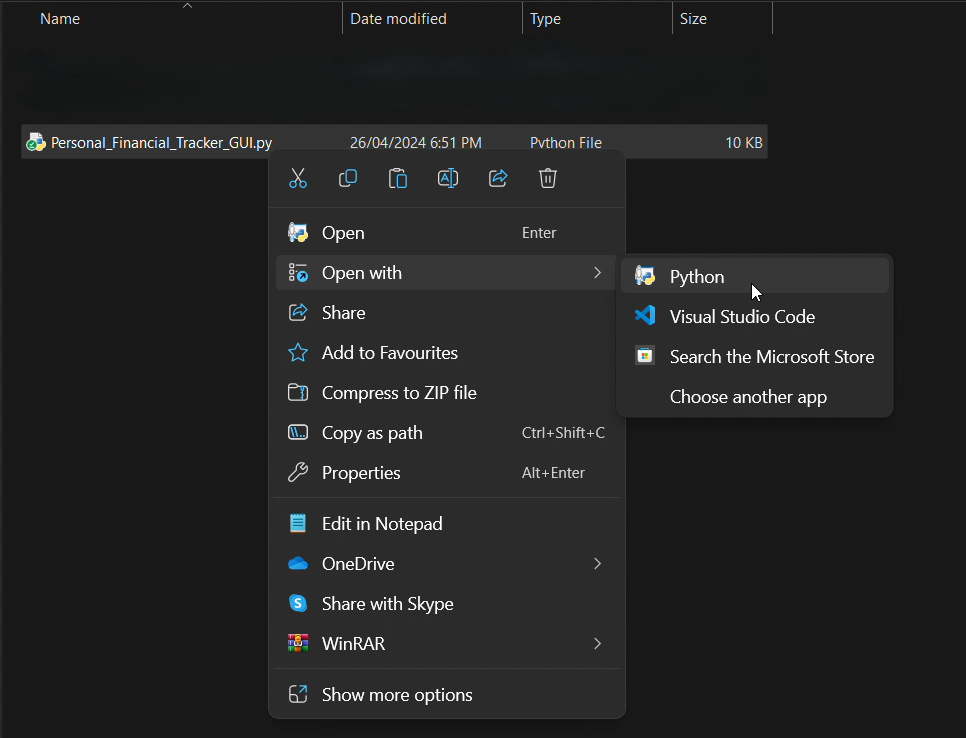 Name Date modified Type Size
Personal_Financial_Tracker_GUI.py 26/04/2024 6:51 PM Python File 10 KB
Open Enter
Open with
Share
Add to Favourites
Compress to ZIP file
Copy as path Ctrl+Shift+C
Properties Alt+Enter
Edit in Notepad
OneDrive
Share with Skype
WinRAR
Show more options
Python
Visual Studio Code
Search the Microsoft Store
Choose another app